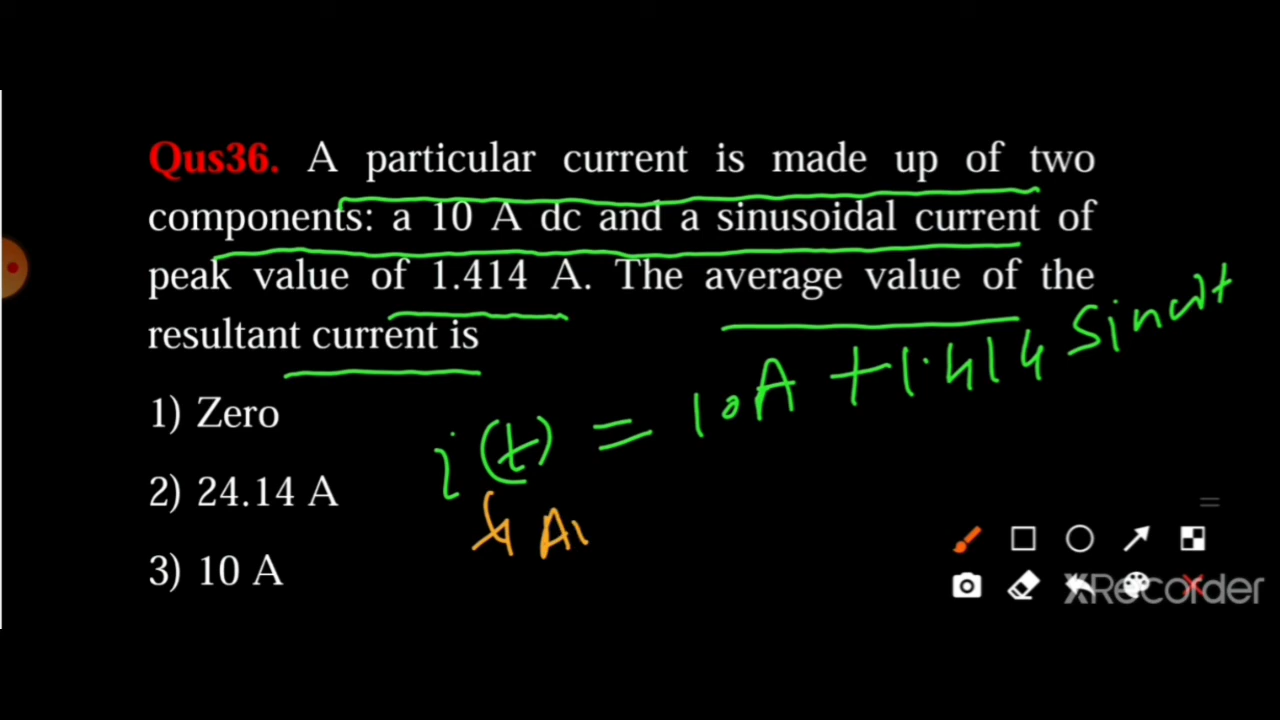 Qus36. A particular current is made up of two
components: a 10 A dc and a sinusoidal current of
peak value of 1.414 A. The average value of the
resultant current is
1) Zero
i(t) = 10A + 1.414 Sinωt
2) 24.14 A
3) 10 A
XRecorder